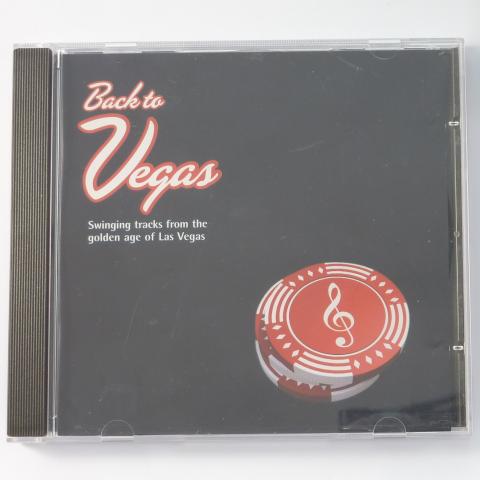 Back to
Vegas
Swinging tracks from the
golden age of Las Vegas